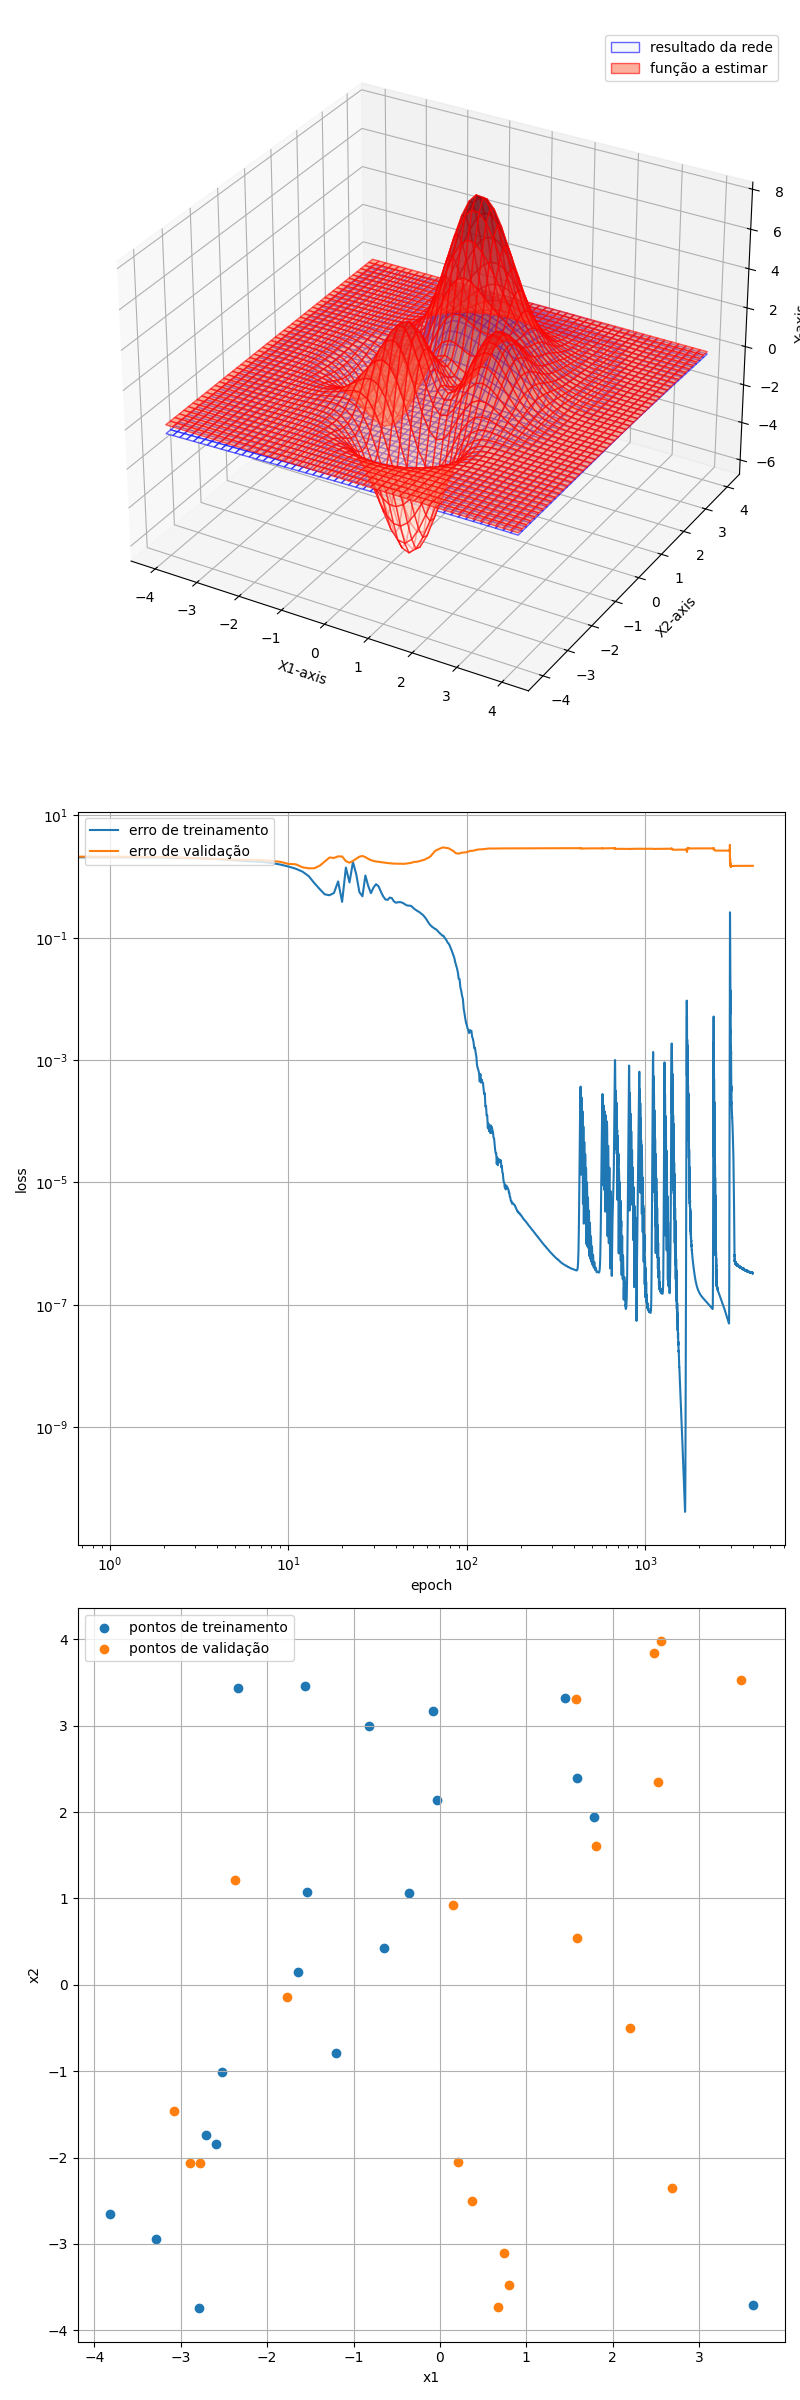 resultado da rede
função a estimar
8
6
4
2
0
−2
−4
−6
Y-axis
−4 −3 −2 −1 0 1 2 3 4
X1-axis
−4 −3 −2 −1 0 1 2 3 4
X2-axis
erro de treinamento
erro de validação
10^1
10^-1
10^-3
10^-5
10^-7
10^-9
loss
10^0 10^1 10^2 10^3
epoch
pontos de treinamento
pontos de validação
4
3
2
1
0
−1
−2
−3
−4
x2
−4 −3 −2 −1 0 1 2 3
x1